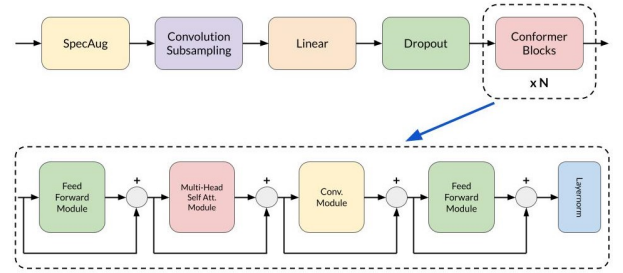 SpecAug
Convolution
Subsampling
Linear
Dropout
Conformer
Blocks
x N
+
+
+
+
Feed
Forward
Module
Multi-Head
Self Att.
Module
Conv.
Module
Feed
Forward
Module
Layernorm